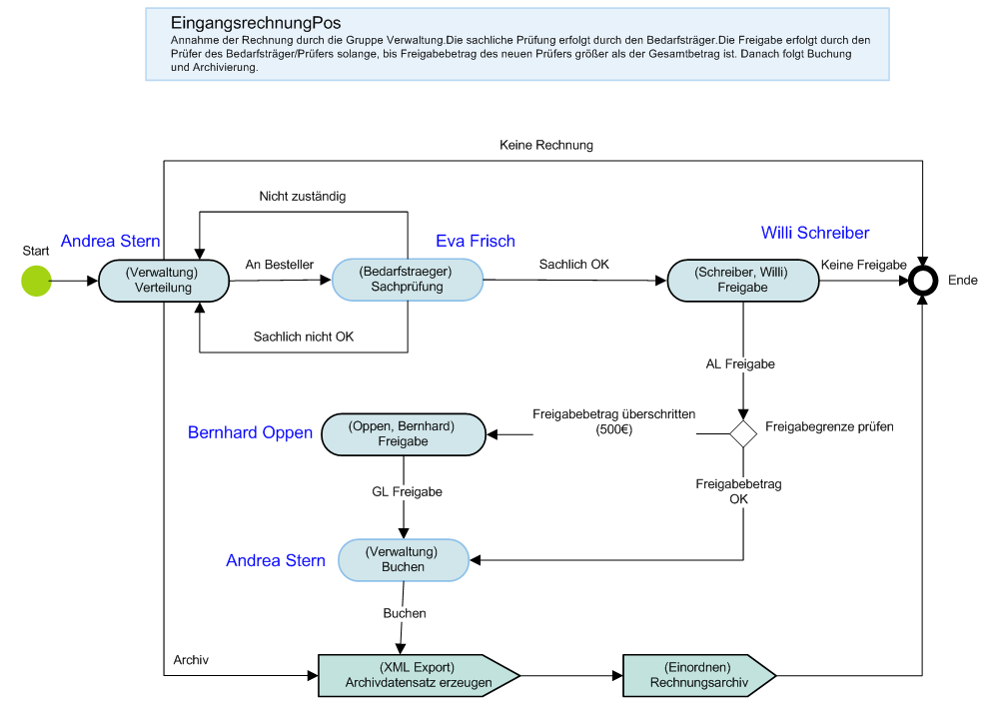 EingangsrechnungPos
Annahme der Rechnung durch die Gruppe Verwaltung.Die sachliche Prüfung erfolgt durch den Bedarfsträger.Die Freigabe erfolgt durch den
Prüfer des Bedarfsträger/Prüfers solange, bis Freigabebetrag des neuen Prüfers größer als der Gesamtbetrag ist. Danach folgt Buchung
und Archivierung.
Keine Rechnung
Nicht zuständig
Start
Andrea Stern
Eva Frisch
Willi Schreiber
(Verwaltung)
Verteilung
An Besteller
(Bedarfstraeger)
Sachprüfung
Sachlich OK
(Schreiber, Willi)
Freigabe
Keine Freigabe
Ende
Sachlich nicht OK
AL Freigabe
Bernhard Oppen
(Oppen, Bernhard)
Freigabe
Freigabebetrag überschritten
(500€)
Freigabegrenze prüfen
GL Freigabe
Freigabebetrag
OK
Andrea Stern
(Verwaltung)
Buchen
Buchen
Archiv
(XML Export)
Archivdatensatz erzeugen
(Einordnen)
Rechnungsarchiv